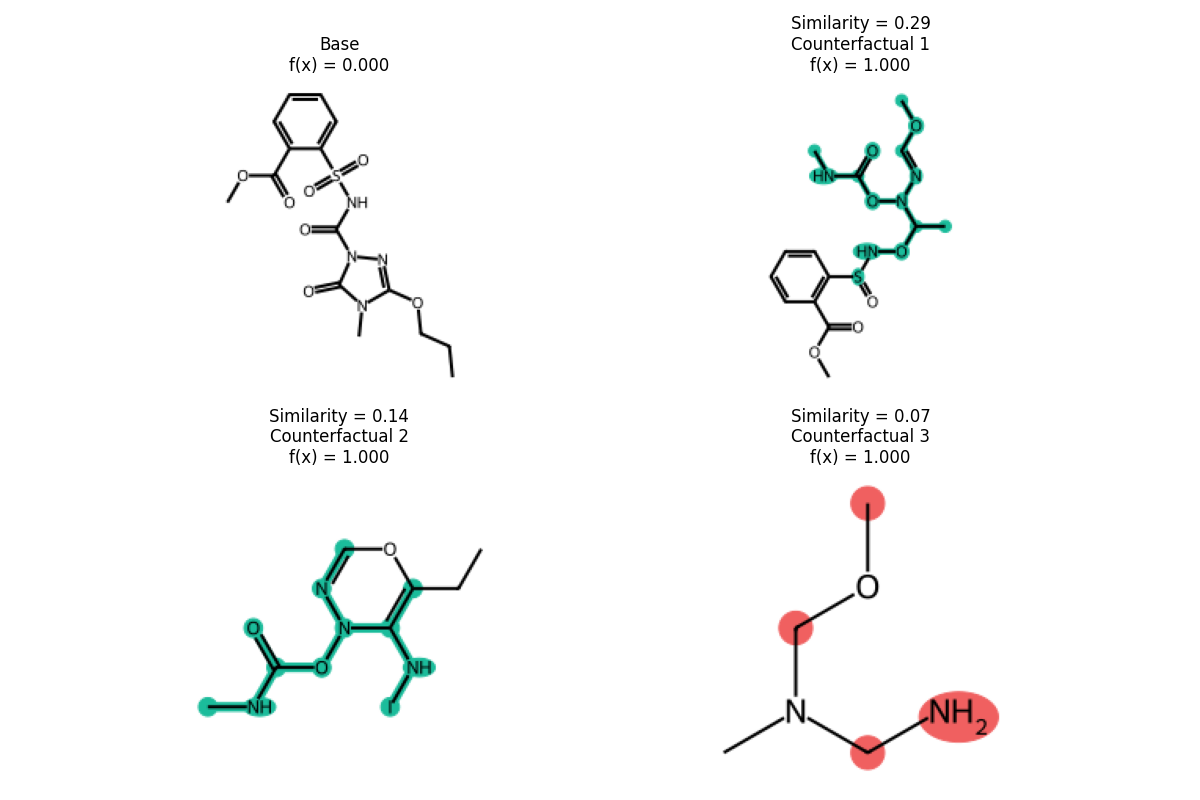 Base
f(x) = 0.000
O
O
S
O
O
NH
O
N
N
O
N
O
Similarity = 0.29
Counterfactual 1
f(x) = 1.000
O
O
HN
N
O
N
HN
O
S
O
O
O
Similarity = 0.14
Counterfactual 2
f(x) = 1.000
O
N
O
N
O
NH
NH
I
Similarity = 0.07
Counterfactual 3
f(x) = 1.000
O
N
NH2